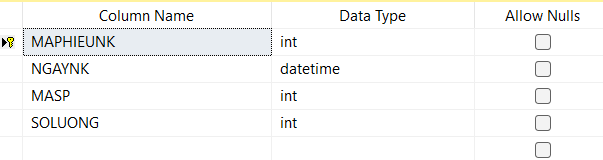 Column Name Data Type Allow Nulls
MAPHIEUNK int
NGAYNK datetime
MASP int
SOLUONG int